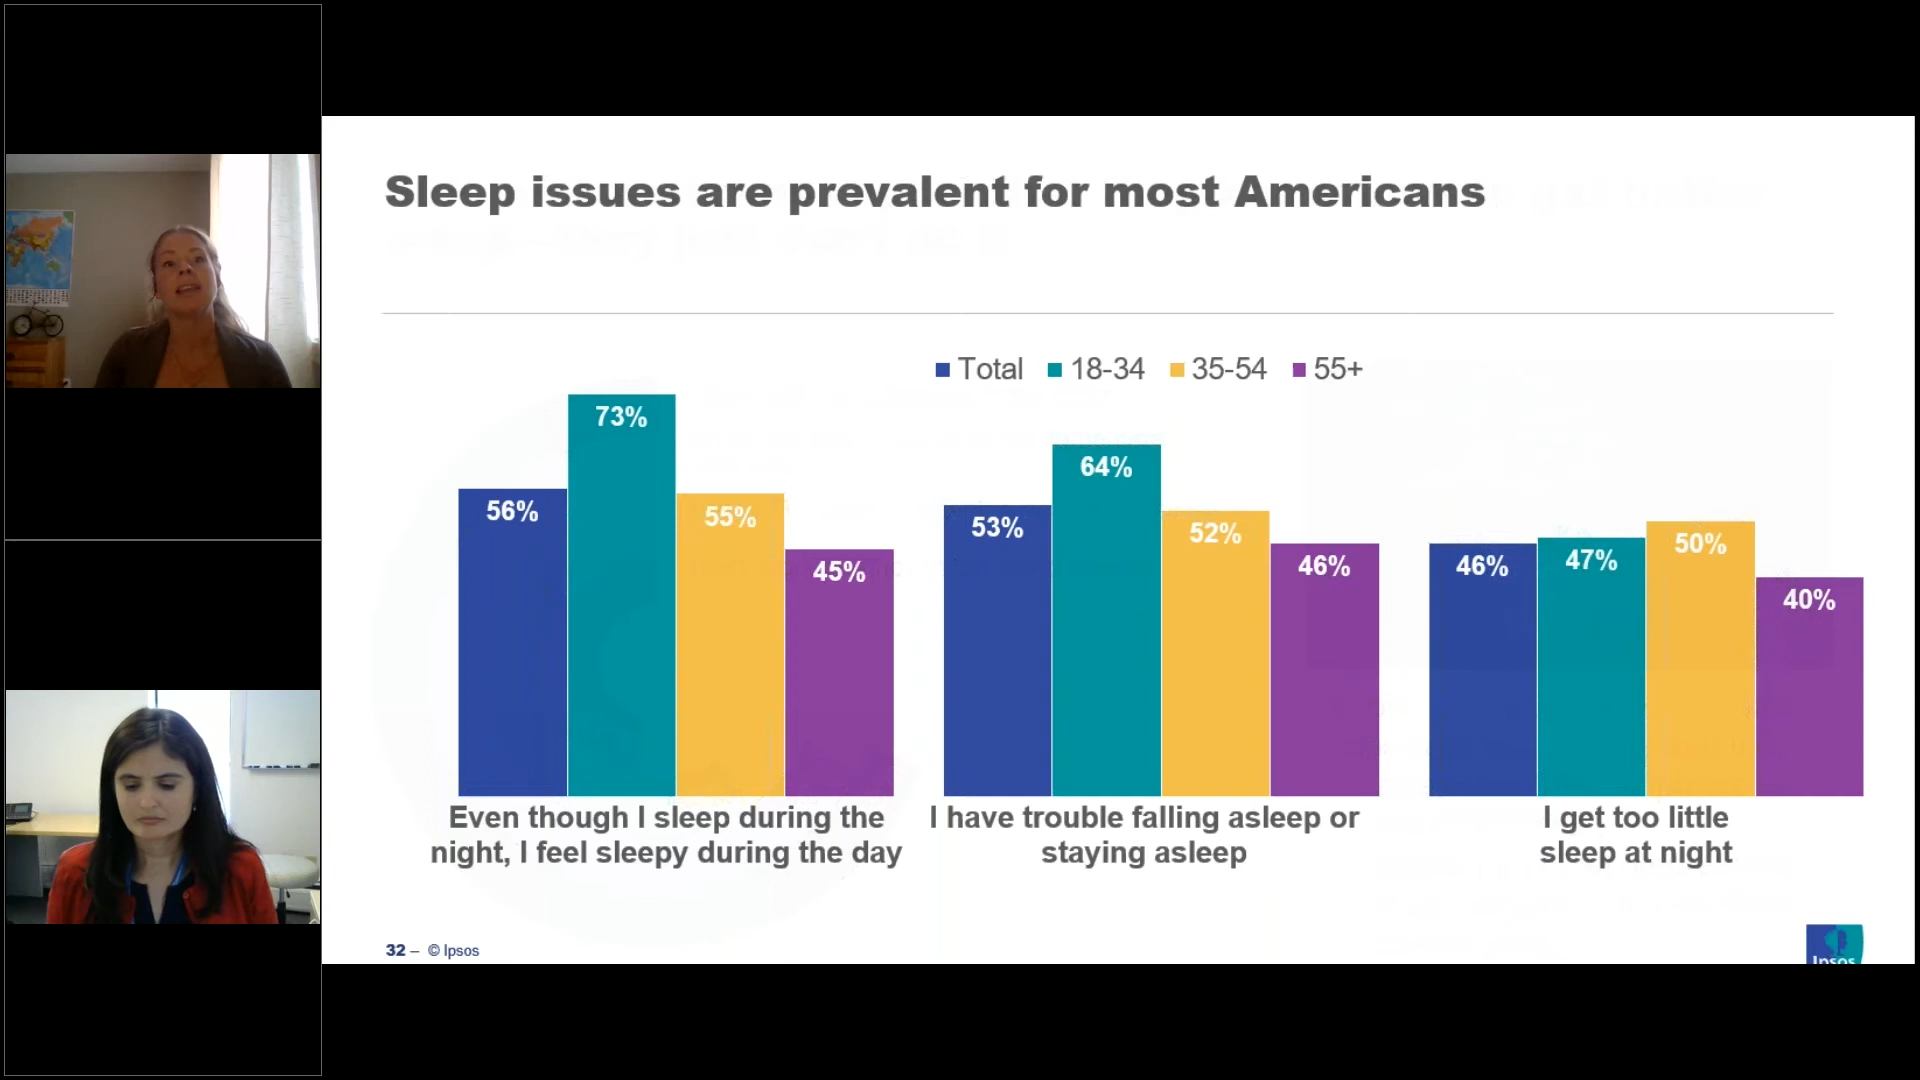 Sleep issues are prevalent for most Americans
Total 18-34 35-54 55+
73%
64%
56%
55%
53%
52%
50%
45%
46%
46%
47%
40%
Even though I sleep during the
night, I feel sleepy during the day
I have trouble falling asleep or
staying asleep
I get too little
sleep at night
32 – © Ipsos
Ipsos